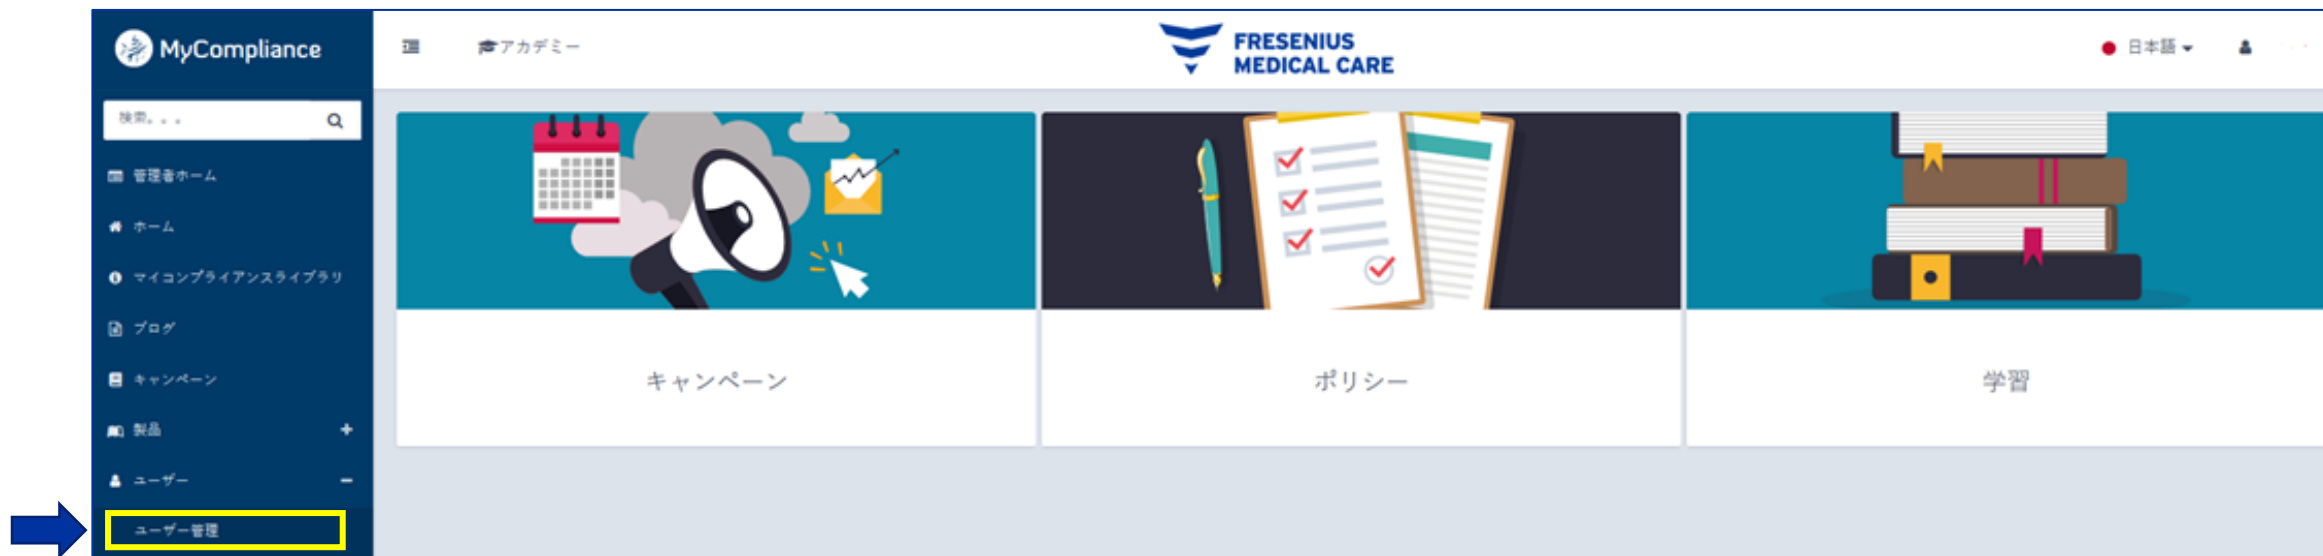 MyCompliance
アカデミー
FRESENIUS
MEDICAL CARE
日本語
検索。。。
管理者ホーム
ホーム
マイコンプライアンスライブラリ
ブログ
キャンペーン
製品
ユーザー
ユーザー管理
キャンペーン
ポリシー
学習